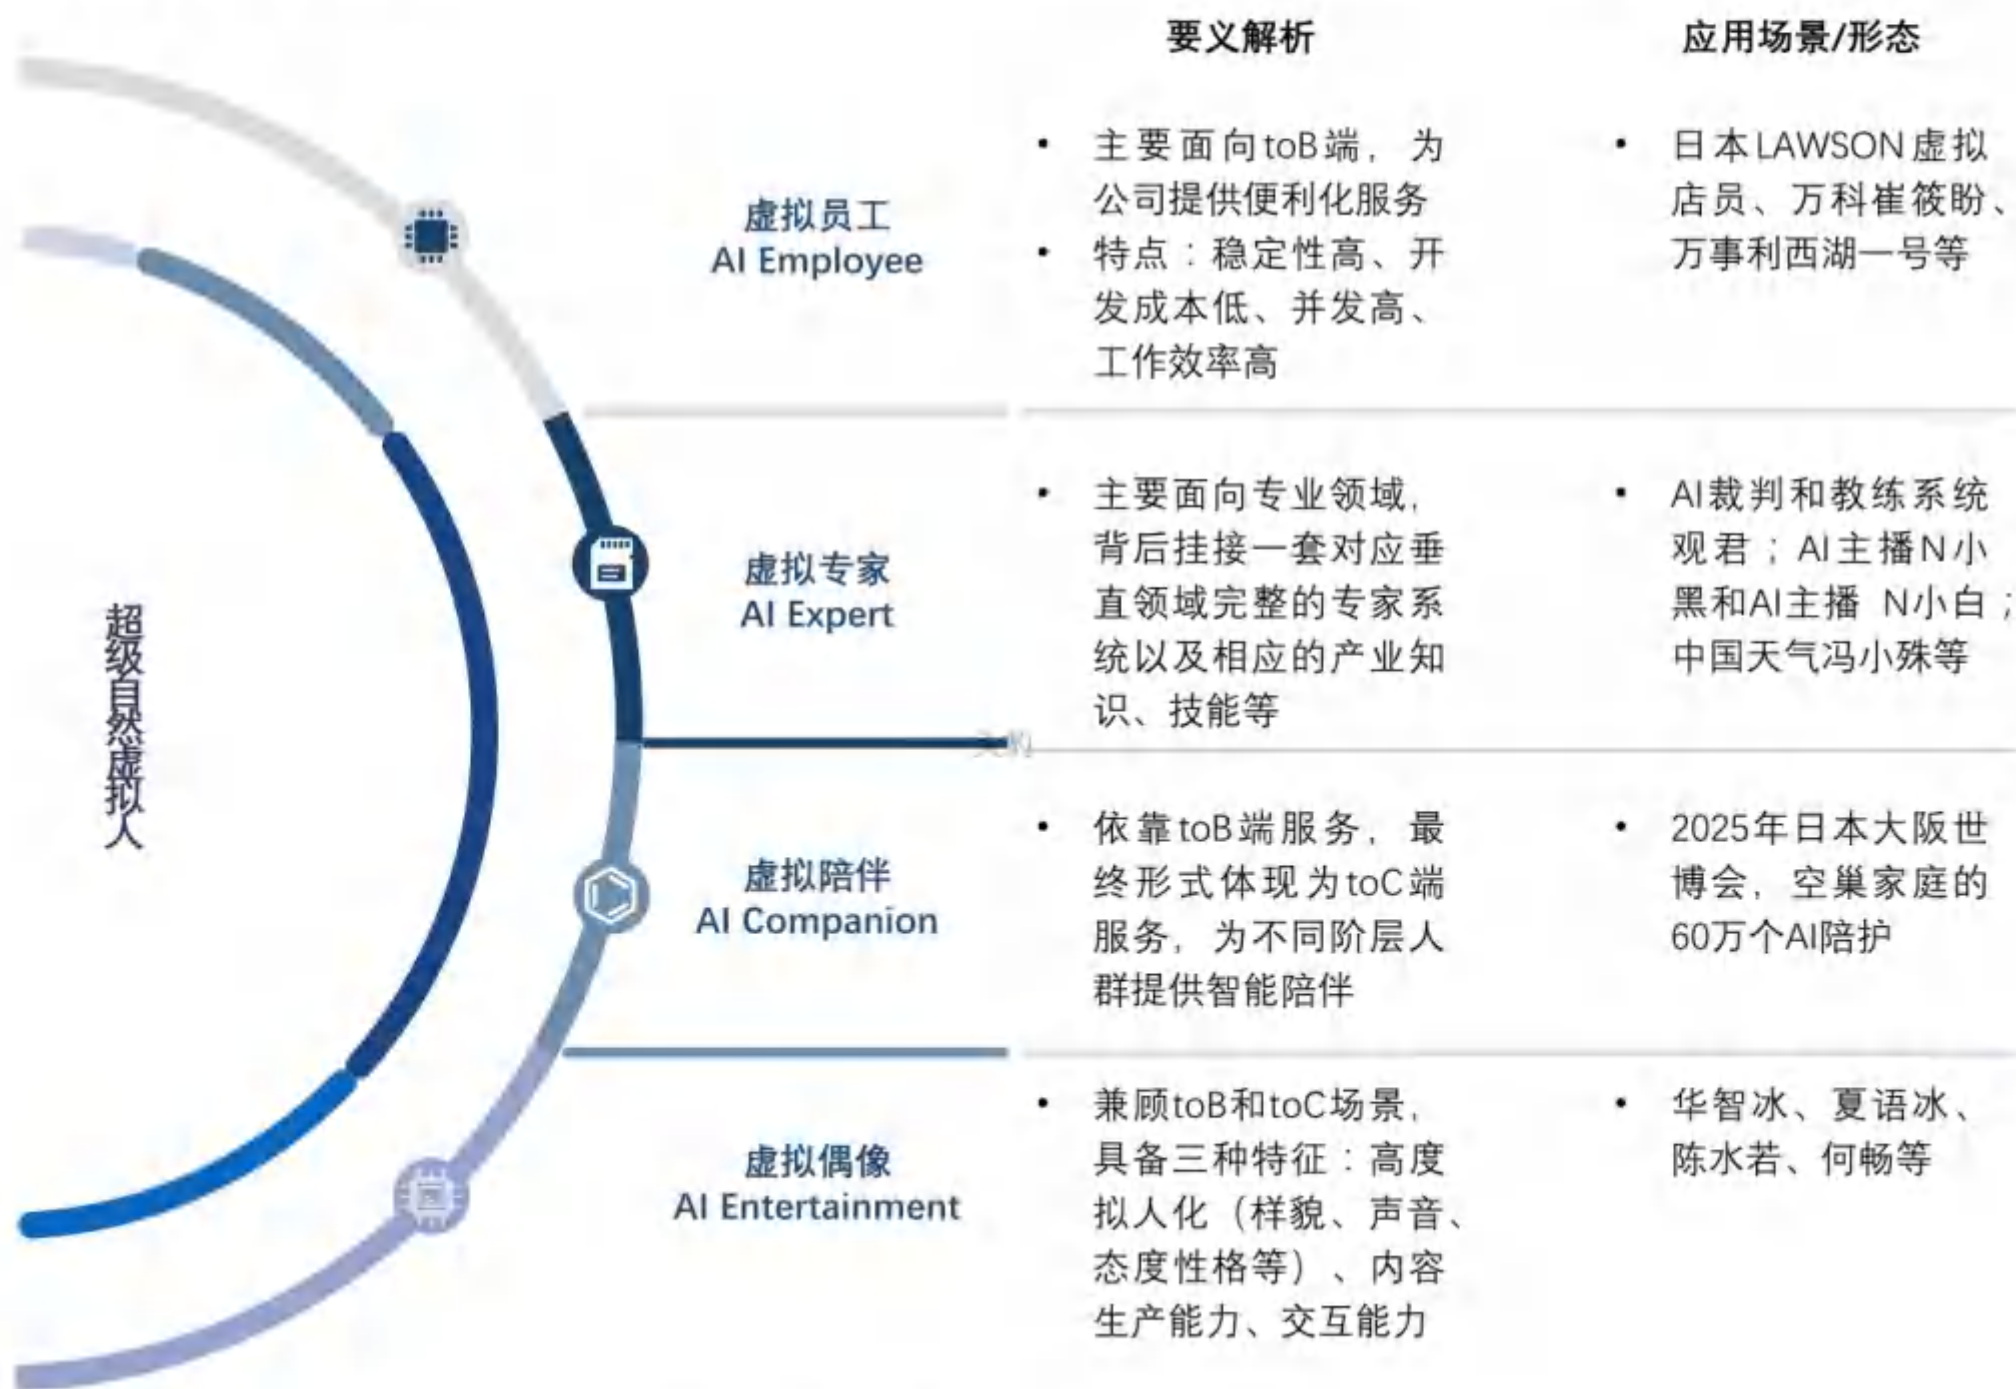 要义解析
应用场景/形态
超级自然虚拟人
虚拟员工
AI Employee
• 主要面向toB端，为
公司提供便利化服务
• 特点：稳定性高、开
发成本低、并发高、
工作效率高
• 日本LAWSON虚拟
店员、万科崔筱盼、
万事利西湖一号等
虚拟专家
AI Expert
• 主要面向专业领域，
背后挂接一套对应垂
直领域完整的专家系
统以及相应的产业知
识、技能等
• AI裁判和教练系统
观君；AI主播N小
黑和AI主播 N小白；
中国天气冯小殊等
虚拟陪伴
AI Companion
• 依靠toB端服务，最
终形式体现为toC端
服务，为不同阶层人
群提供智能陪伴
• 2025年日本大阪世
博会，空巢家庭的
60万个AI陪护
虚拟偶像
AI Entertainment
• 兼顾toB和toC场景，
具备三种特征：高度
拟人化（样貌、声音、
态度性格等）、内容
生产能力、交互能力
• 华智冰、夏语冰、
陈水若、何畅等